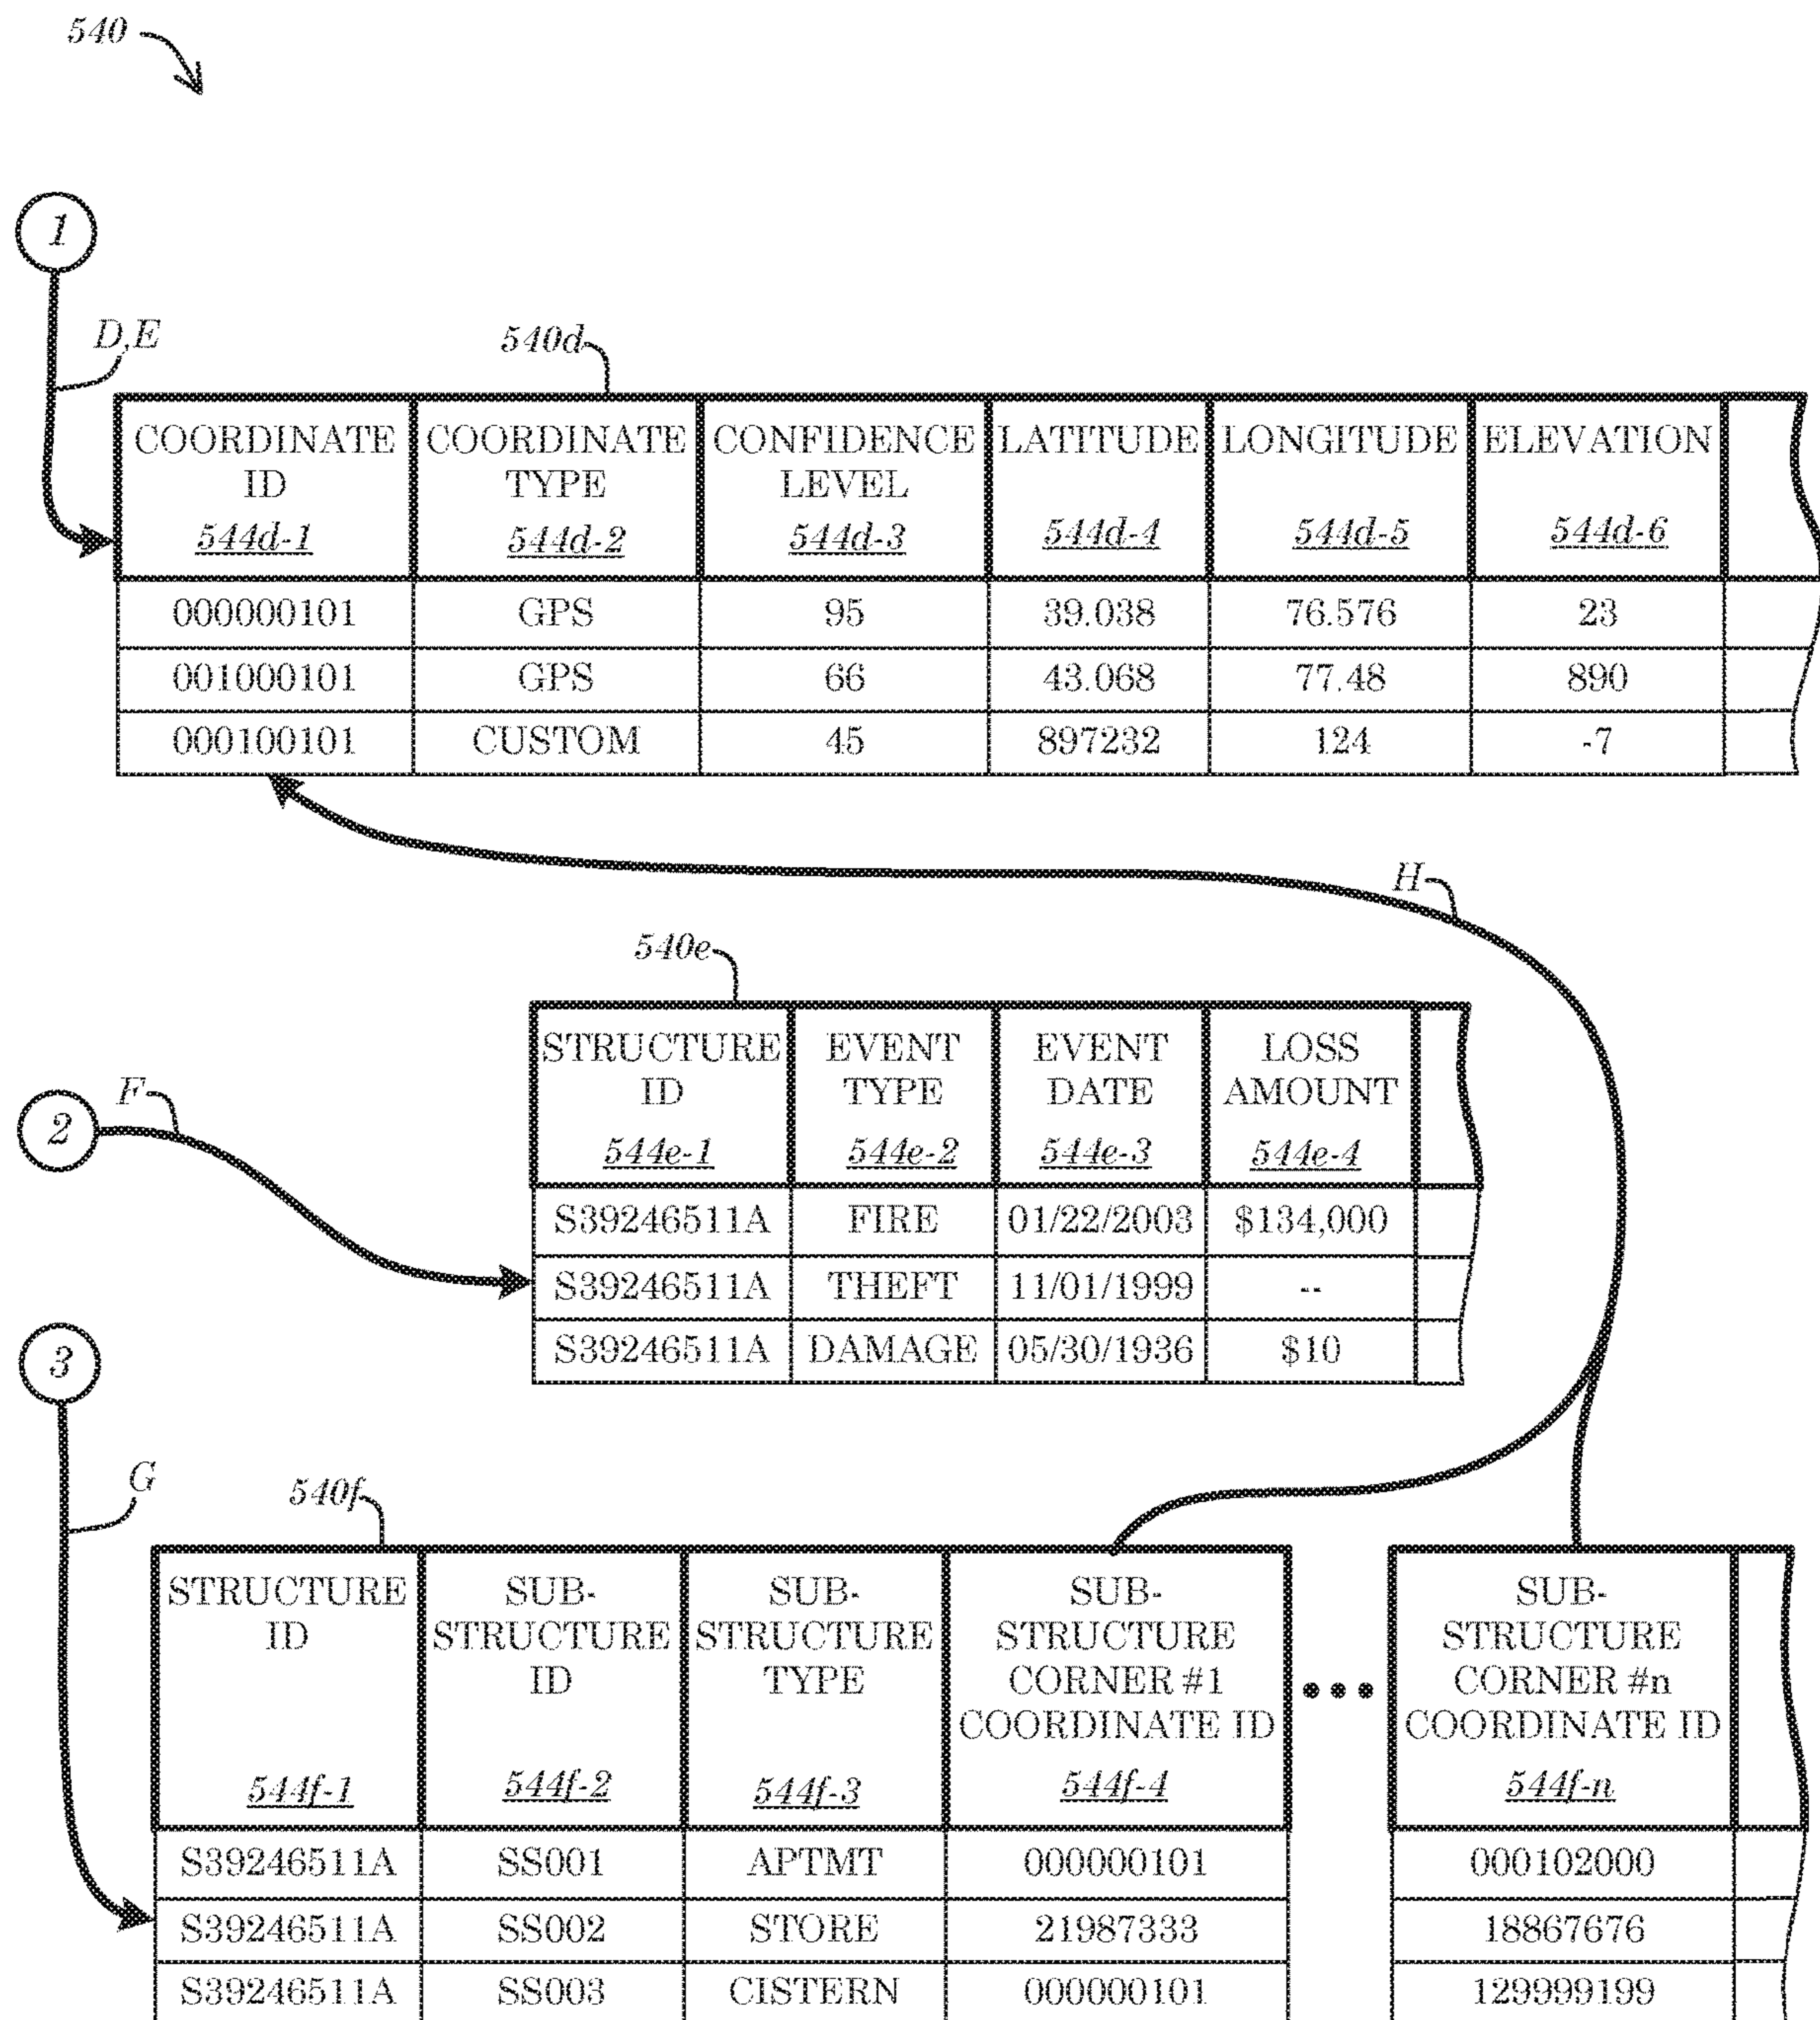 540
1
D,E
540d
COORDINATE ID 544d-1
COORDINATE TYPE 544d-2
CONFIDENCE LEVEL 544d-3
LATITUDE 544d-4
LONGITUDE 544d-5
ELEVATION 544d-6
000000101 GPS 95 39.038 76.576 23
001000101 GPS 66 43.068 77.48 890
000100101 CUSTOM 45 897232 124 -7
H
540e
2
F
STRUCTURE ID 544e-1
EVENT TYPE 544e-2
EVENT DATE 544e-3
LOSS AMOUNT 544e-4
S39246511A FIRE 01/22/2003 $134,000
S39246511A THEFT 11/01/1999 --
S39246511A DAMAGE 05/30/1936 $10
3
G
540f
STRUCTURE ID 544f-1
SUB-STRUCTURE ID 544f-2
SUB-STRUCTURE TYPE 544f-3
SUB-STRUCTURE CORNER #1 COORDINATE ID 544f-4
•••
SUB-STRUCTURE CORNER #n COORDINATE ID 544f-n
S39246511A SS001 APTMT 000000101 000102000
S39246511A SS002 STORE 21987333 18867676
S39246511A SS003 CISTERN 000000101 129999199